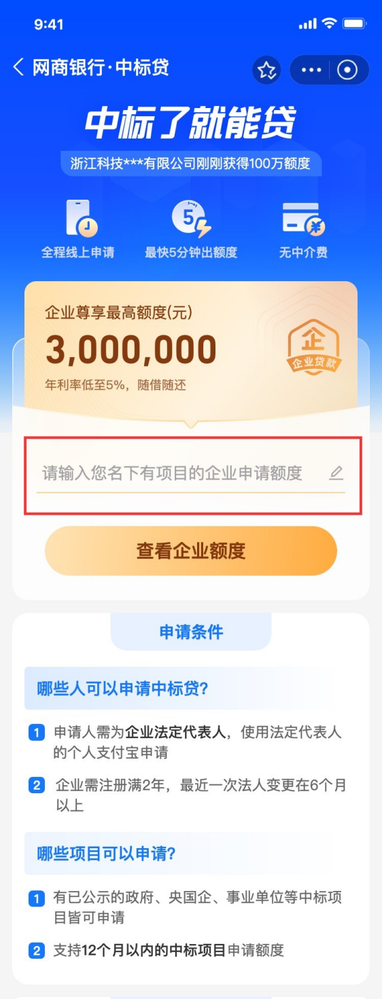 9:41
网商银行·中标贷
中标了就能贷
浙江科技***有限公司刚刚获得100万额度
全程线上申请
5
最快5分钟出额度
¥
无中介费
企业尊享最高额度(元)
3,000,000
年利率低至5%，随借随还
企
企业贷款
请输入您名下有项目的企业申请额度
查看企业额度
申请条件
哪些人可以申请中标贷?
1 申请人需为企业法定代表人，使用法定代表人
的个人支付宝申请
2 企业需注册满2年，最近一次法人变更在6个月
以上
哪些项目可以申请?
1 有已公示的政府、央国企、事业单位等中标项
目皆可申请
2 支持12个月以内的中标项目申请额度